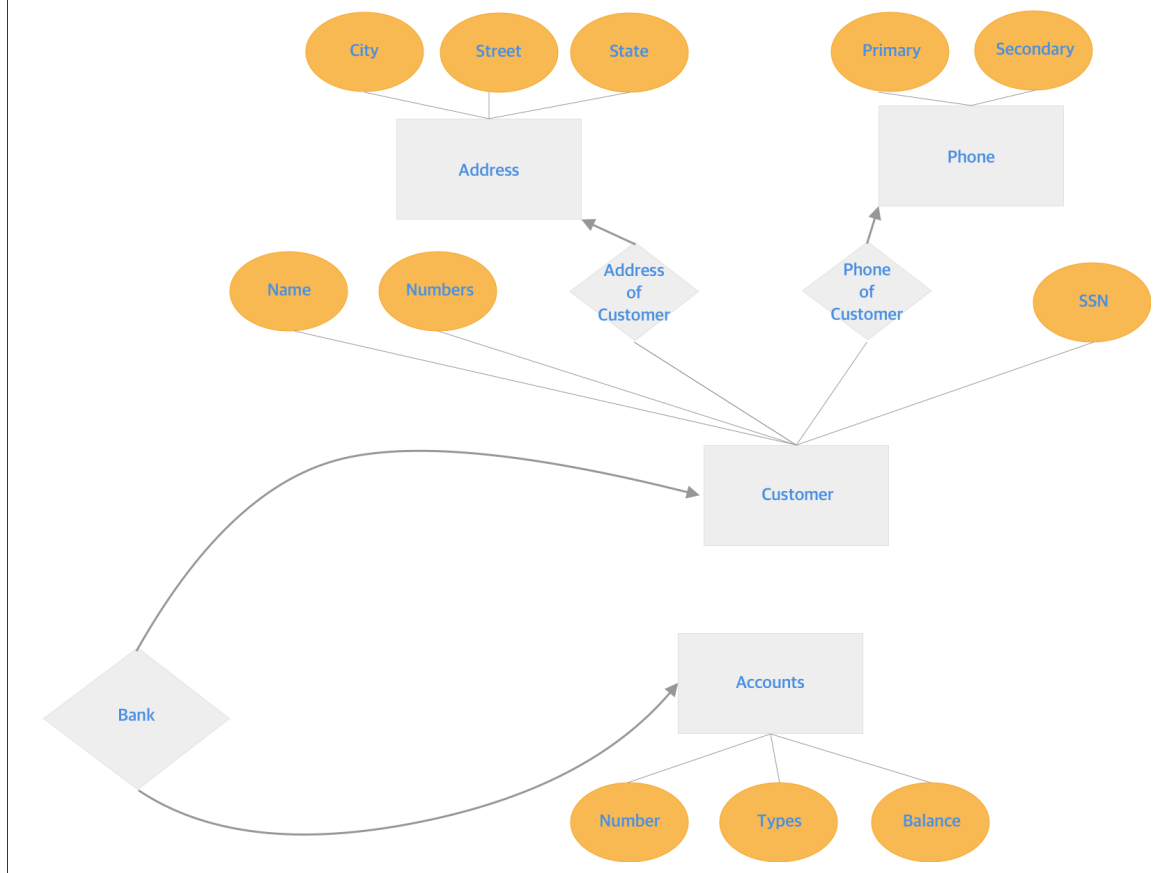 City
Street
State
Primary
Secondary
Address
Phone
Name
Numbers
Address
of
Customer
Phone
of
Customer
SSN
Customer
Accounts
Bank
Number
Types
Balance